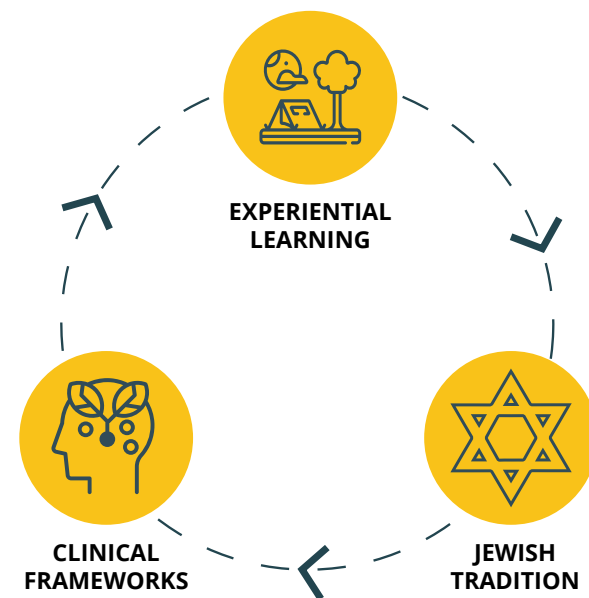 EXPERIENTIAL
LEARNING
CLINICAL
FRAMEWORKS
JEWISH
TRADITION